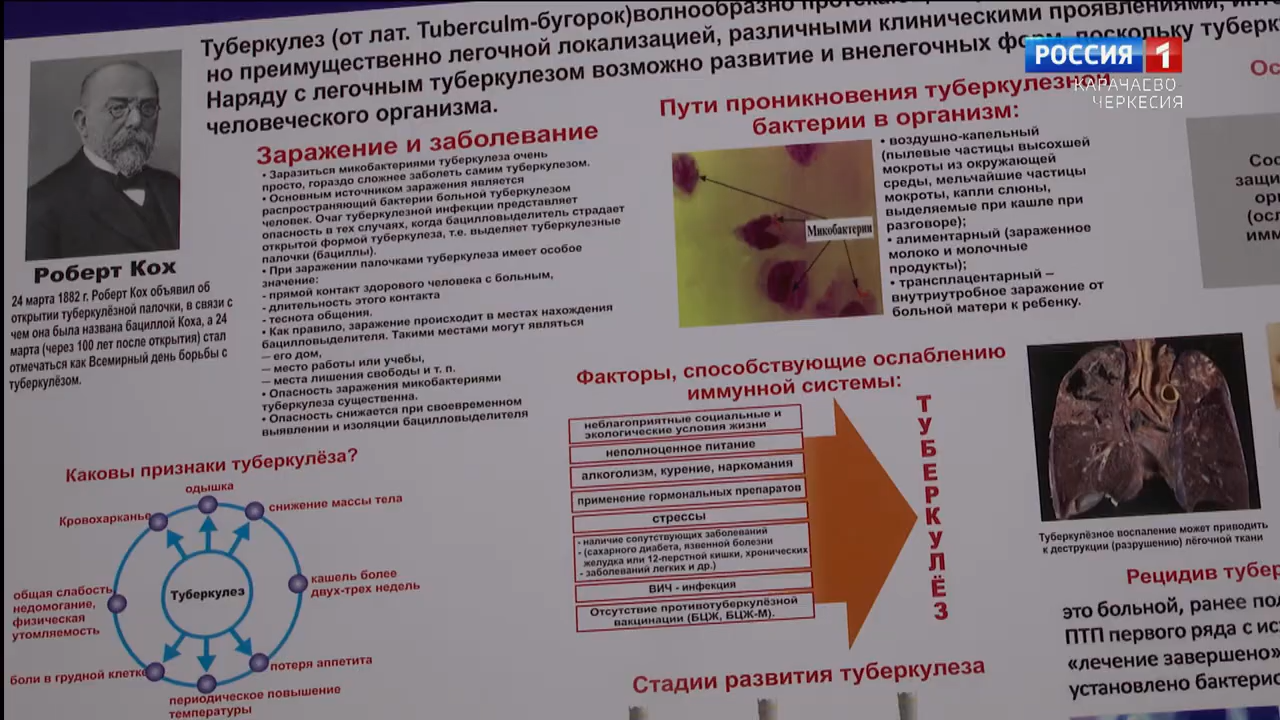 Туберкулез (от лат. Tuberculm-бугорок)волнообразно
но преимущественно легочной локализацией, различными клиническими проявлениями,
Наряду с легочным туберкулезом возможно развитие и внелегочных форм, поскольку
человеческого организма.
РОССИЯ 1
КАРАЧАЕВО
ЧЕРКЕСИЯ
Роберт Кох
24 марта 1882 г. Роберт Кох объявил об
открытии туберкулёзной палочки, в связи с
чем она была названа бациллой Коха, а 24
марта (через 100 лет после открытия) стал
отмечаться как Всемирный день борьбы с
туберкулёзом.
Заражение и заболевание
• Заразиться микобактериями туберкулеза очень
просто, гораздо сложнее заболеть самим туберкулезом.
• Основным источником заражения является
распространяющий бактерии больной туберкулезом
человек. Очаг туберкулезной инфекции представляет
опасность в тех случаях, когда бацилловыделитель страдает
открытой формой туберкулеза, т.е. выделяет туберкулезные
палочки (бациллы).
• При заражении палочками туберкулеза имеет особое
значение:
- прямой контакт здорового человека с больным,
- длительность этого контакта
- теснота общения.
• Как правило, заражение происходит в местах нахождения
бацилловыделителя. Такими местами могут являться
— его дом,
— место работы или учебы,
— места лишения свободы и т. п.
• Опасность заражения микобактериями
туберкулеза существенна.
• Опасность снижается при своевременном
выявлении и изоляции бацилловыделителя
Пути проникновения туберкулезной
бактерии в организм:
Микобактерии
• воздушно-капельный
(пылевые частицы высохшей
мокроты из окружающей
среды, мельчайшие частицы
мокроты, капли слюны,
выделяемые при кашле при
разговоре);
• алиментарный (зараженное
молоко и молочные
продукты);
• трансплацентарный –
внутриутробное заражение от
больной матери к ребенку.
Каковы признаки туберкулёза?
одышка
Кровохарканье
снижение массы тела
кашель более
двух-трех недель
общая слабость
недомогание,
физическая
утомляемость
Туберкулез
боли в грудной клетке
потеря аппетита
периодическое повышение
температуры
Факторы, способствующие ослаблению
иммунной системы:
неблагоприятные социальные и
экологические условия жизни
неполноценное питание
алкоголизм, курение, наркомания
применение гормональных препаратов
стрессы
- наличие сопутствующих заболеваний
- (сахарного диабета, язвенной болезни
желудка или 12-перстной кишки, хронических
- заболеваний легких и др.)
ВИЧ - инфекция
Отсутствие противотуберкулёзной
вакцинации (БЦЖ, БЦЖ-М).
ТУБЕРКУЛЁЗ
Стадии развития туберкулеза
Туберкулёзное воспаление может приводить
к деструкции (разрушению) лёгочной ткани
Рецидив
это больной, ранее
ПТП первого ряда с
«лечение завершено»
установлено